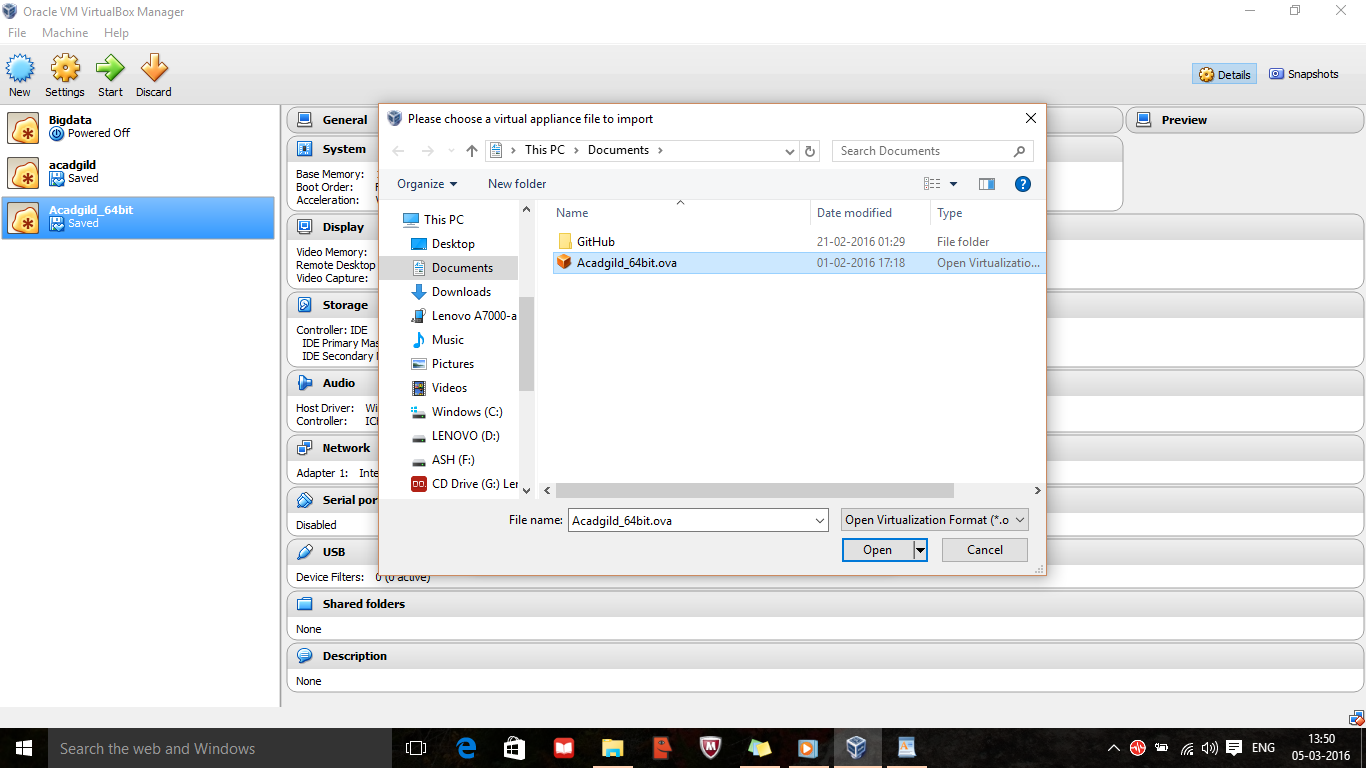 Oracle VM VirtualBox Manager
File Machine Help
New Settings Start Discard
Details Snapshots
Bigdata
Powered Off
acadgild
Saved
Acadgild_64bit
Saved
General
System
Base Memory:
Boot Order:
Acceleration:
Display
Video Memory:
Remote Desktop
Video Capture:
Storage
Controller: IDE
IDE Primary Mas
IDE Secondary
Audio
Host Driver: Wi
Controller: ICI
Network
Adapter 1: Inte
Serial por
Disabled
USB
Device Filters: 0 (0 active)
Shared folders
None
Description
None
Preview
Please choose a virtual appliance file to import
This PC > Documents >
Search Documents
Organize New folder
This PC
Desktop
Documents
Downloads
Lenovo A7000-a
Music
Pictures
Videos
Windows (C:)
LENOVO (D:)
ASH (F:)
CD Drive (G:) Ler
Name Date modified Type
GitHub 21-02-2016 01:29 File folder
Acadgild_64bit.ova 01-02-2016 17:18 Open Virtualizatio...
File name: Acadgild_64bit.ova Open Virtualization Format (*.o
Open Cancel
Search the web and Windows
ENG
13:50
05-03-2016